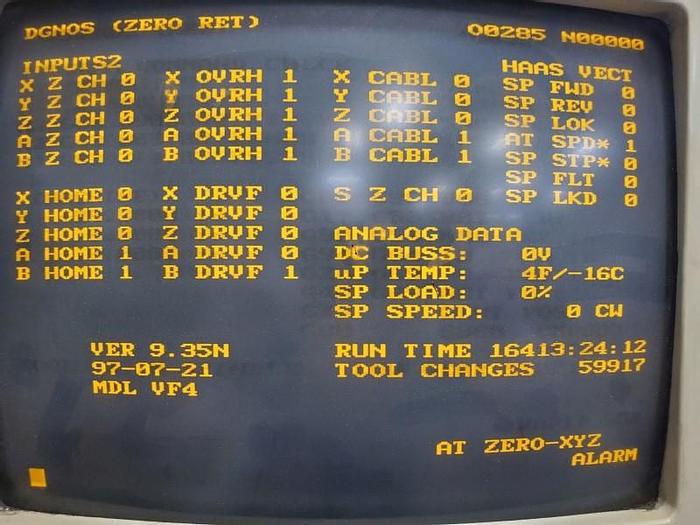 DGNOS (ZERO RET) O0285 N00000
INPUTS2 HAAS VECT
X Z CH 0 X OVRH 1 X CABL 0 SP FWD 0
Y Z CH 0 Y OVRH 1 Y CABL 0 SP REV 0
Z Z CH 0 Z OVRH 1 Z CABL 0 SP LOK 0
A Z CH 0 A OVRH 1 A CABL 1 AT SPD* 1
B Z CH 0 B OVRH 1 B CABL 1 SP STP* 0
SP FLT 0
X HOME 0 X DRVF 0 S Z CH 0 SP LKD 0
Y HOME 0 Y DRVF 0
Z HOME 0 Z DRVF 0 ANALOG DATA
A HOME 1 A DRVF 0 DC BUSS: 0V
B HOME 1 B DRVF 1 uP TEMP: 4F/-16C
SP LOAD: 0%
SP SPEED: 0 CW
VER 9.35N RUN TIME 16413:24:12
97-07-21 TOOL CHANGES 59917
MDL VF4
AT ZERO-XYZ
ALARM